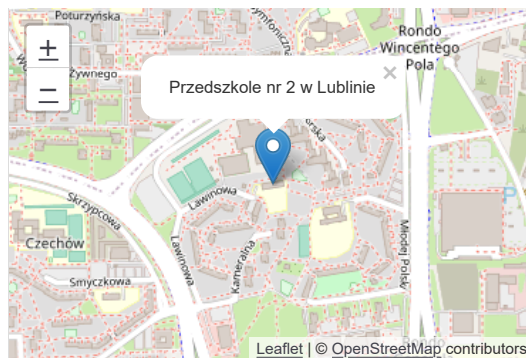 Poturzyńska
Rondo
Wincentego
Pola
+
−
Żywnego
×
Przedszkole nr 2 w Lublinie
Ławinowa
Skrzypcowa
Czechów
Ławinowa
Kameralna
Młodej Polski
Smyczkowa
Leaflet | © OpenStreetMap contributors